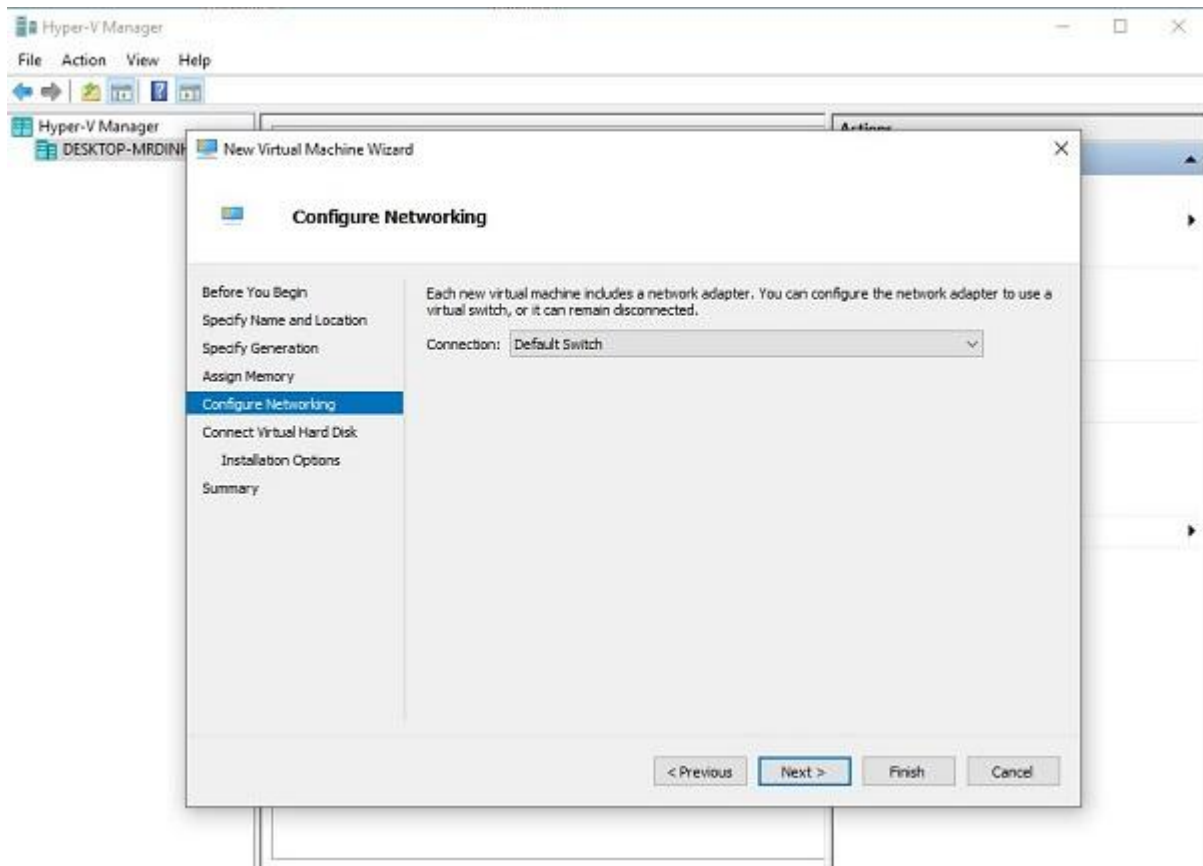 Hyper-V Manager
File Action View Help
Hyper-V Manager
DESKTOP-MRDINH
Actions
New Virtual Machine Wizard
Configure Networking
Before You Begin
Specify Name and Location
Specify Generation
Assign Memory
Configure Networking
Connect Virtual Hard Disk
Installation Options
Summary
Each new virtual machine includes a network adapter. You can configure the network adapter to use a
virtual switch, or it can remain disconnected.
Connection: Default Switch
< Previous Next > Finish Cancel